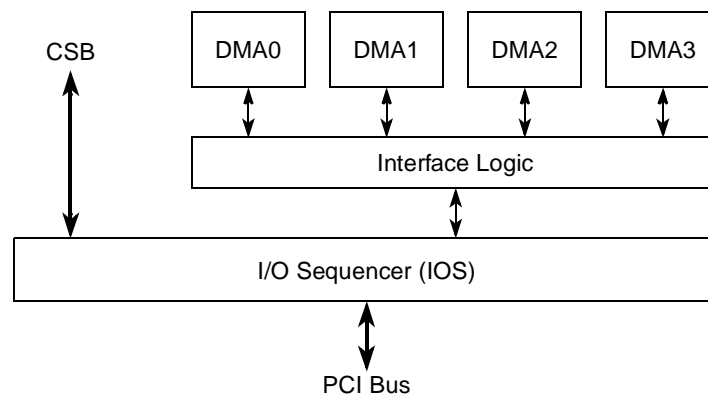 CSB
DMA0
DMA1
DMA2
DMA3
Interface Logic
I/O Sequencer (IOS)
PCI Bus